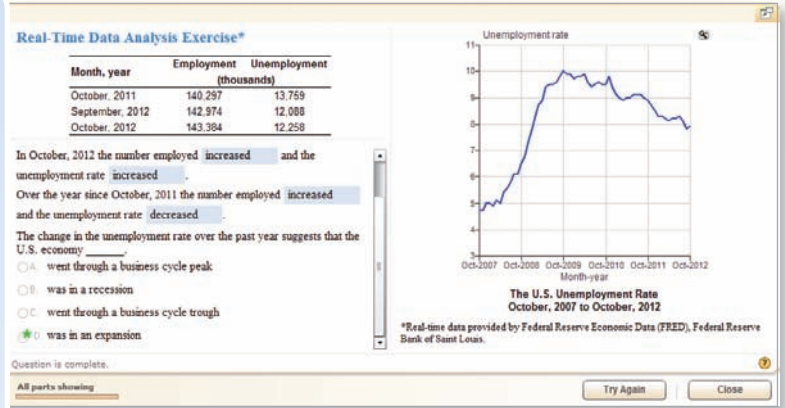 Real-Time Data Analysis Exercise*
Month, year Employment Unemployment
(thousands)
October, 2011 140,297 13,759
September, 2012 142,974 12,088
October, 2012 143,384 12,258
In October, 2012 the number employed increased and the
unemployment rate increased .
Over the year since October, 2011 the number employed increased
and the unemployment rate decreased .
The change in the unemployment rate over the past year suggests that the
U.S. economy ______.
A. went through a business cycle peak
B. was in a recession
C. went through a business cycle trough
D. was in an expansion
Unemployment rate
11
10
9
8
7
6
5
4
3
Oct-2007 Oct-2008 Oct-2009 Oct-2010 Oct-2011 Oct-2012
Month-year
The U.S. Unemployment Rate
October, 2007 to October, 2012
*Real-time data provided by Federal Reserve Economic Data (FRED), Federal Reserve
Bank of Saint Louis.
Question is complete.
?
All parts showing
Try Again
Close